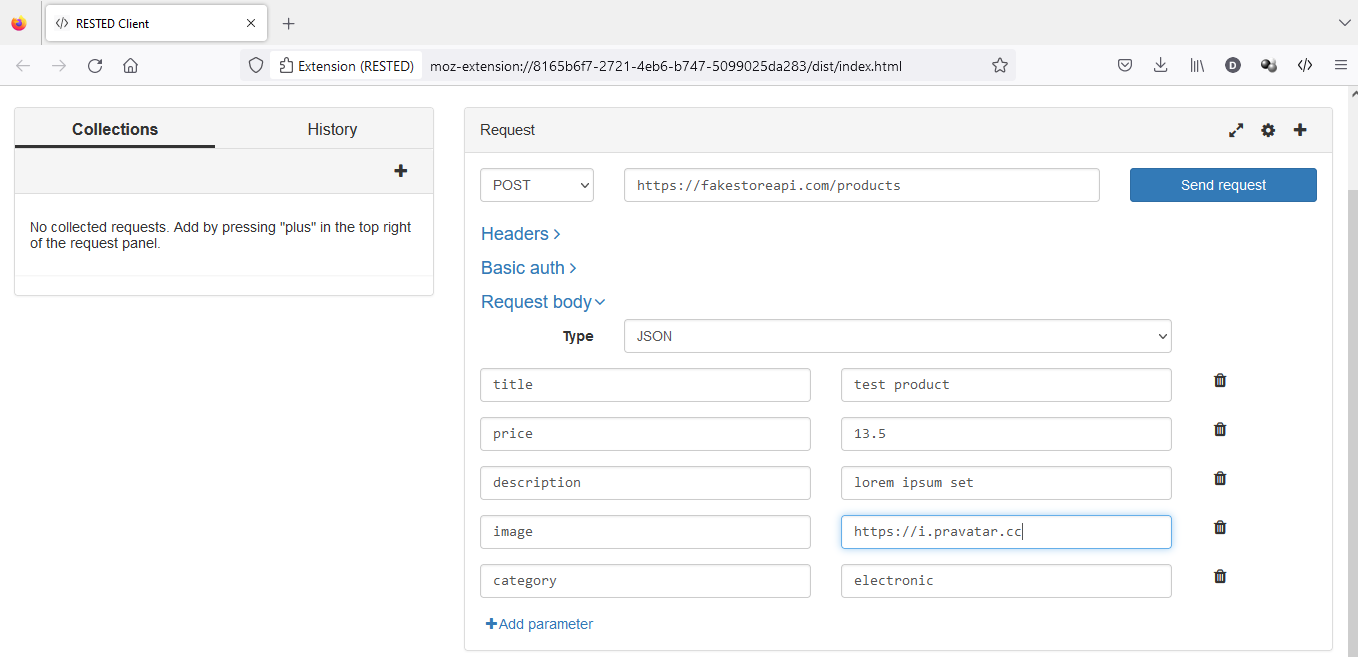 RESTED Client
Extension (RESTED)
moz-extension://8165b6f7-2721-4eb6-b747-5099025da283/dist/index.html
D
Collections
History
No collected requests. Add by pressing "plus" in the top right
of the request panel.
Request
POST
https://fakestoreapi.com/products
Send request
Headers
Basic auth
Request body
Type
JSON
title
test product
price
13.5
description
lorem ipsum set
image
https://i.pravatar.cc
category
electronic
Add parameter